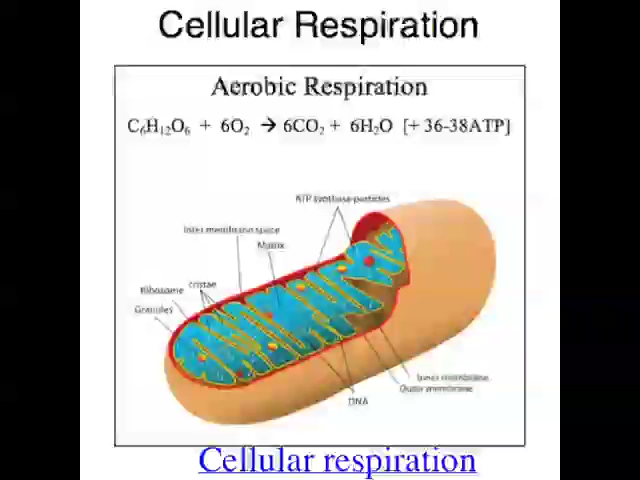 Cellular Respiration
Aerobic Respiration
C₆H₁₂O₆ + 6O₂ → 6CO₂ + 6H₂O [+ 36-38ATP]
ATP synthase particles
Inter membrane space
Matrix
Ribosome
cristae
Granules
Inner membrane
Outer membrane
DNA
Cellular respiration